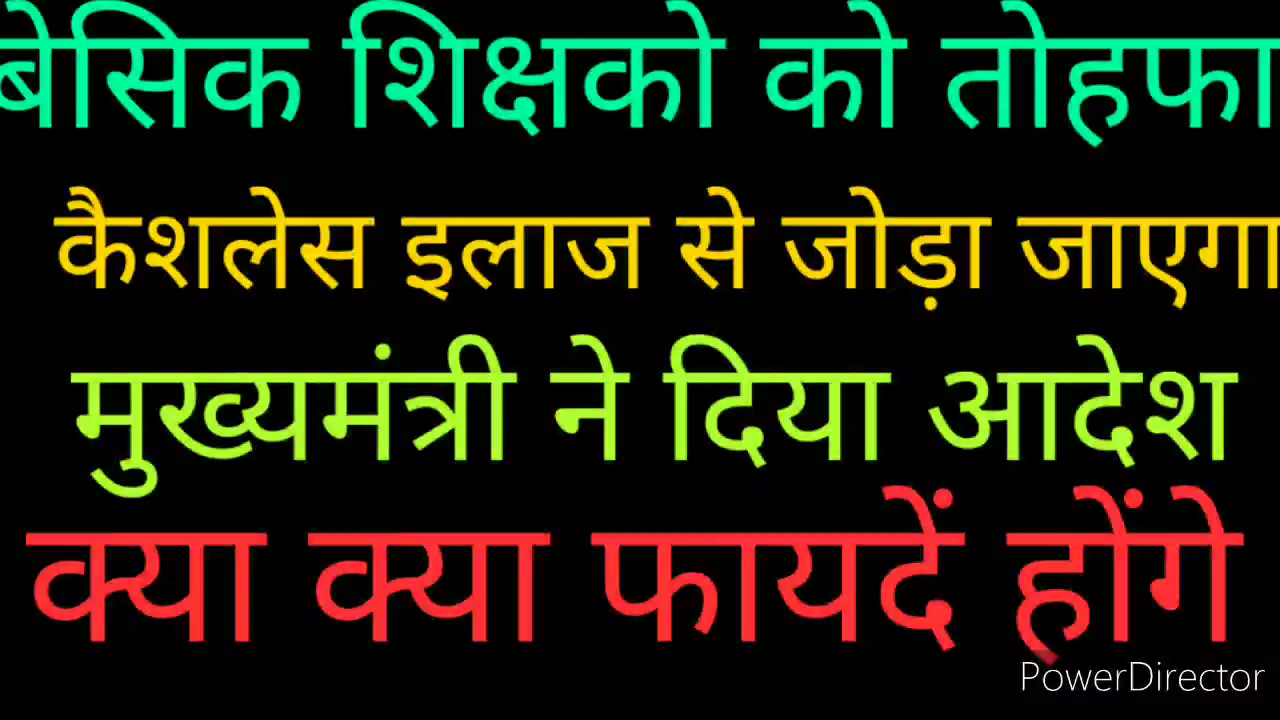 बेसिक शिक्षको को तोहफा
कैशलेस इलाज से जोड़ा जाएगा
मुख्यमंत्री ने दिया आदेश
क्या क्या फायदें होंगे
PowerDirector